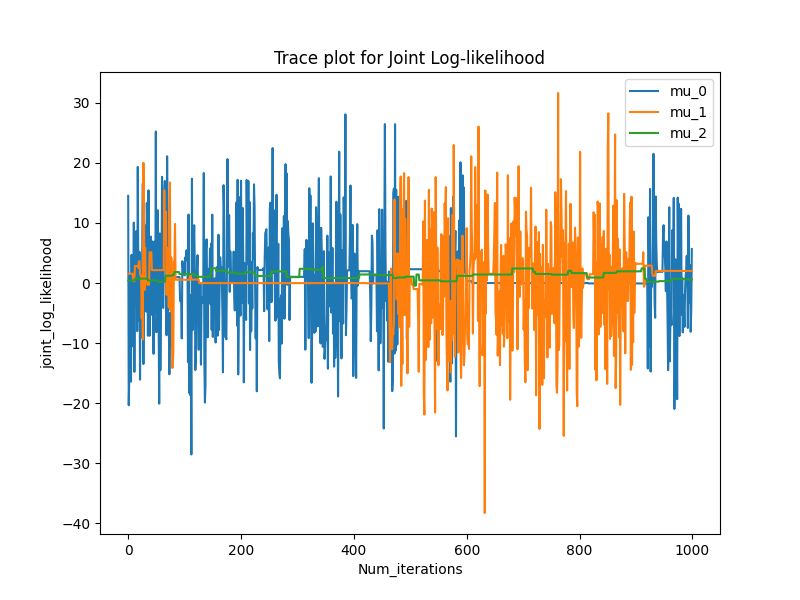 Trace plot for Joint Log-likelihood
mu_0
mu_1
mu_2
joint_log_likelihood
30
20
10
0
−10
−20
−30
−40
0
200
400
600
800
1000
Num_iterations